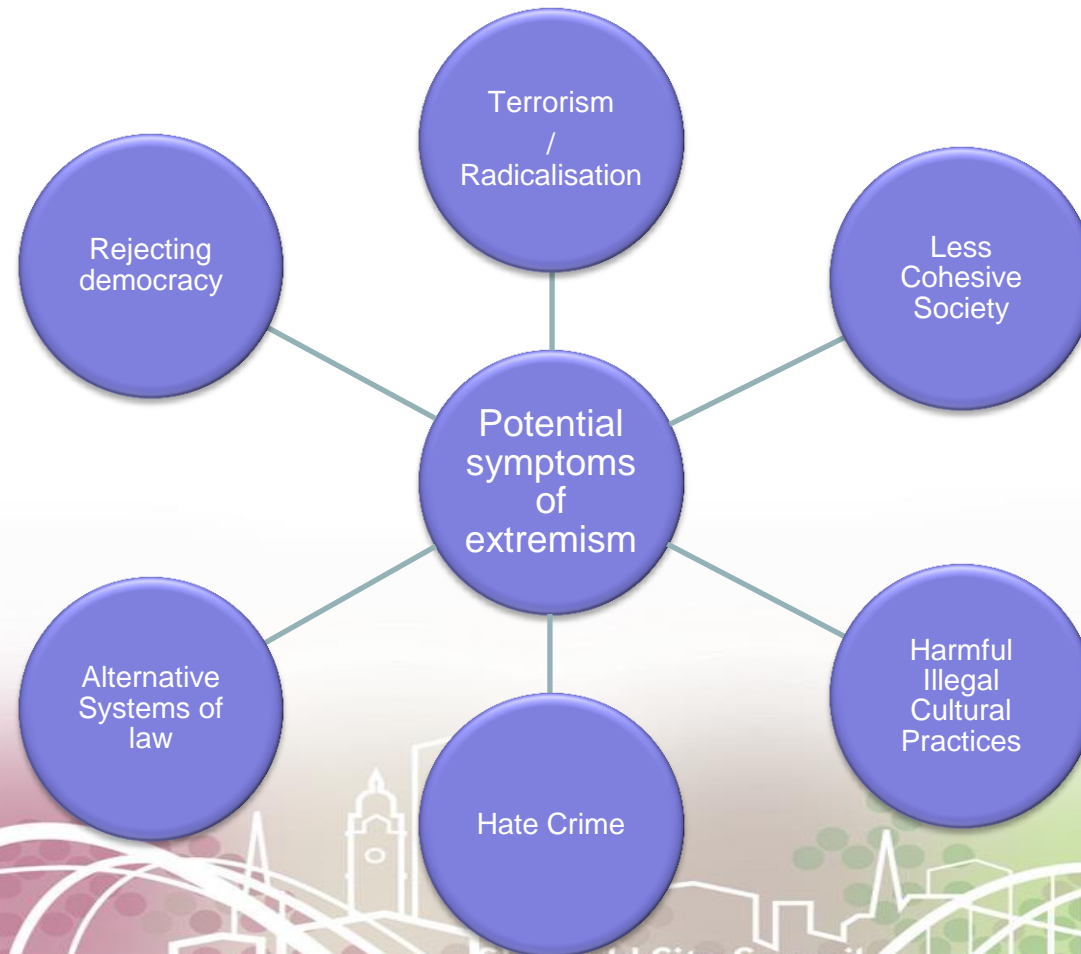 Terrorism
/
Radicalisation
Rejecting
democracy
Less
Cohesive
Society
Potential
symptoms
of
extremism
Alternative
Systems of
law
Harmful
Illegal
Cultural
Practices
Hate Crime